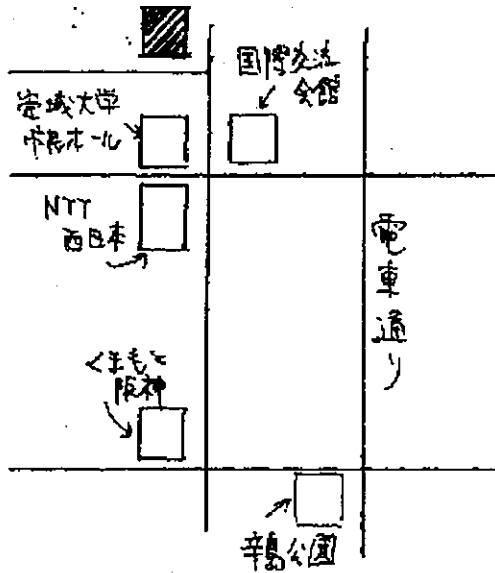 国際交流
会館
崇城大学
市民ホール
NTT
西日本
電車通り
くまもと
阪神
辛島公園